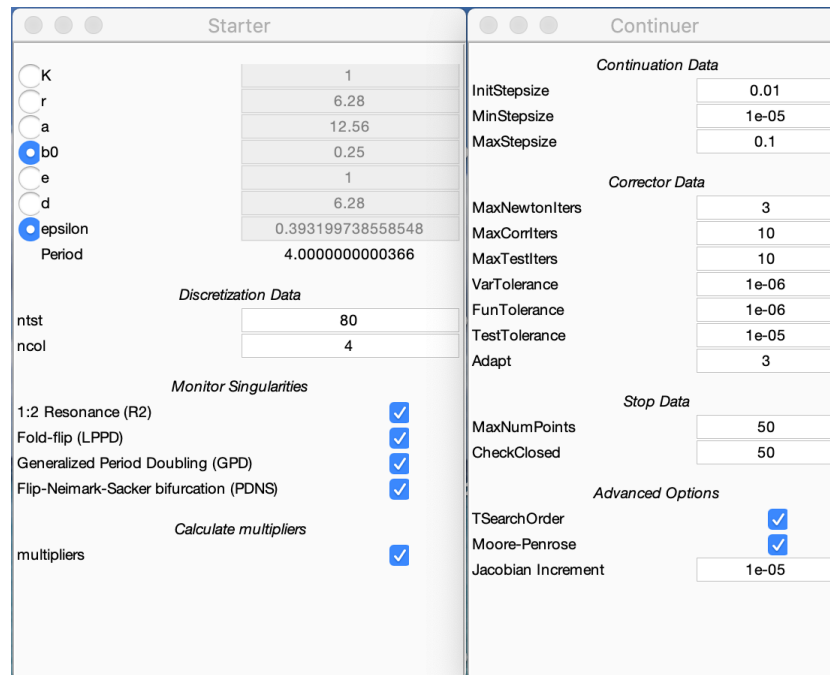 Starter
K 1
r 6.28
a 12.56
b0 0.25
e 1
d 6.28
epsilon 0.393199738558548
Period 4.0000000000366
Discretization Data
ntst 80
ncol 4
Monitor Singularities
1:2 Resonance (R2)
Fold-flip (LPPD)
Generalized Period Doubling (GPD)
Flip-Neimark-Sacker bifurcation (PDNS)
Calculate multipliers
multipliers
Continuer
Continuation Data
InitStepsize 0.01
MinStepsize 1e-05
MaxStepsize 0.1
Corrector Data
MaxNewtonIters 3
MaxCorrIters 10
MaxTestIters 10
VarTolerance 1e-06
FunTolerance 1e-06
TestTolerance 1e-05
Adapt 3
Stop Data
MaxNumPoints 50
CheckClosed 50
Advanced Options
TSearchOrder
Moore-Penrose
Jacobian Increment 1e-05